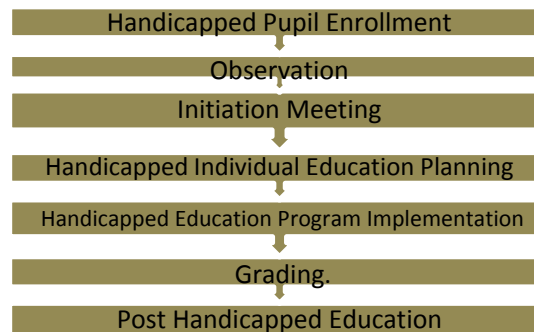 Handicapped Pupil Enrollment
Observation
Initiation Meeting
Handicapped Individual Education Planning
Handicapped Education Program Implementation
Grading.
Post Handicapped Education